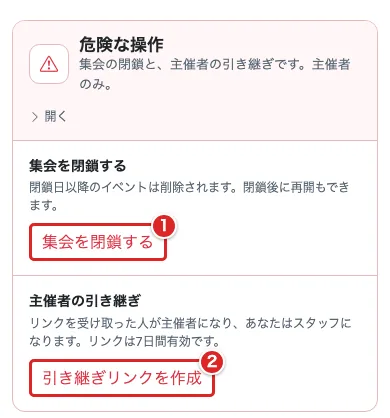 危険な操作
集会の閉鎖と、主催者の引き継ぎです。主催者
のみ。
開く
集会を閉鎖する
閉鎖日以降のイベントは削除されます。閉鎖後に再開もでき
ます。
1
集会を閉鎖する
主催者の引き継ぎ
リンクを受け取った人が主催者になり、あなたはスタッフに
なります。リンクは7日間有効です。
2
引き継ぎリンクを作成